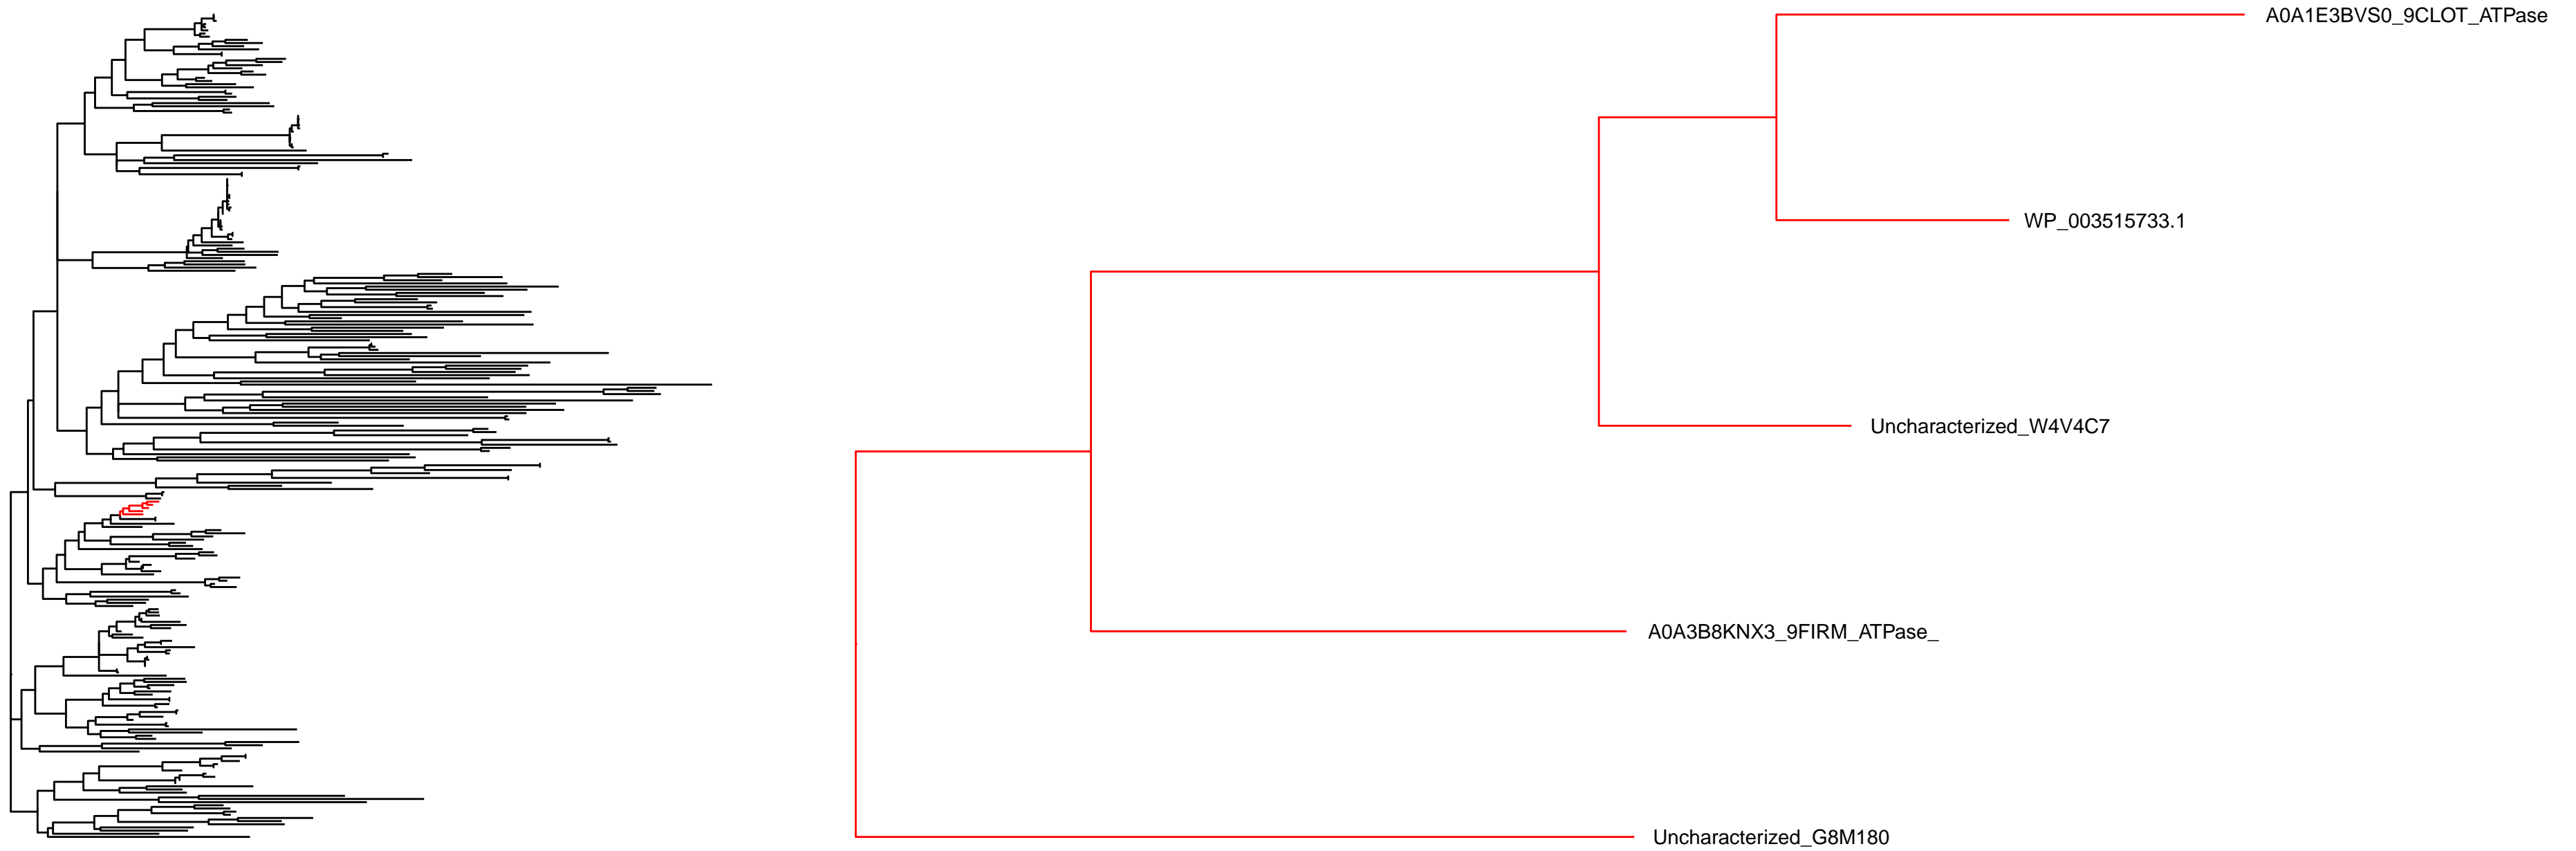 A0A1E3BVS0_9CLOT_ATPase
WP_003515733.1
Uncharacterized_W4V4C7
A0A3B8KNX3_9FIRM_ATPase_
Uncharacterized_G8M180